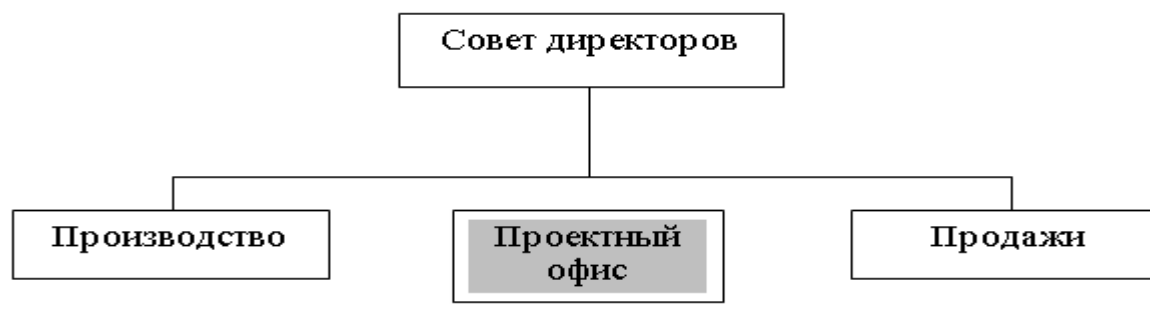 Совет директоров
Производство
Проектный
офис
Продажи